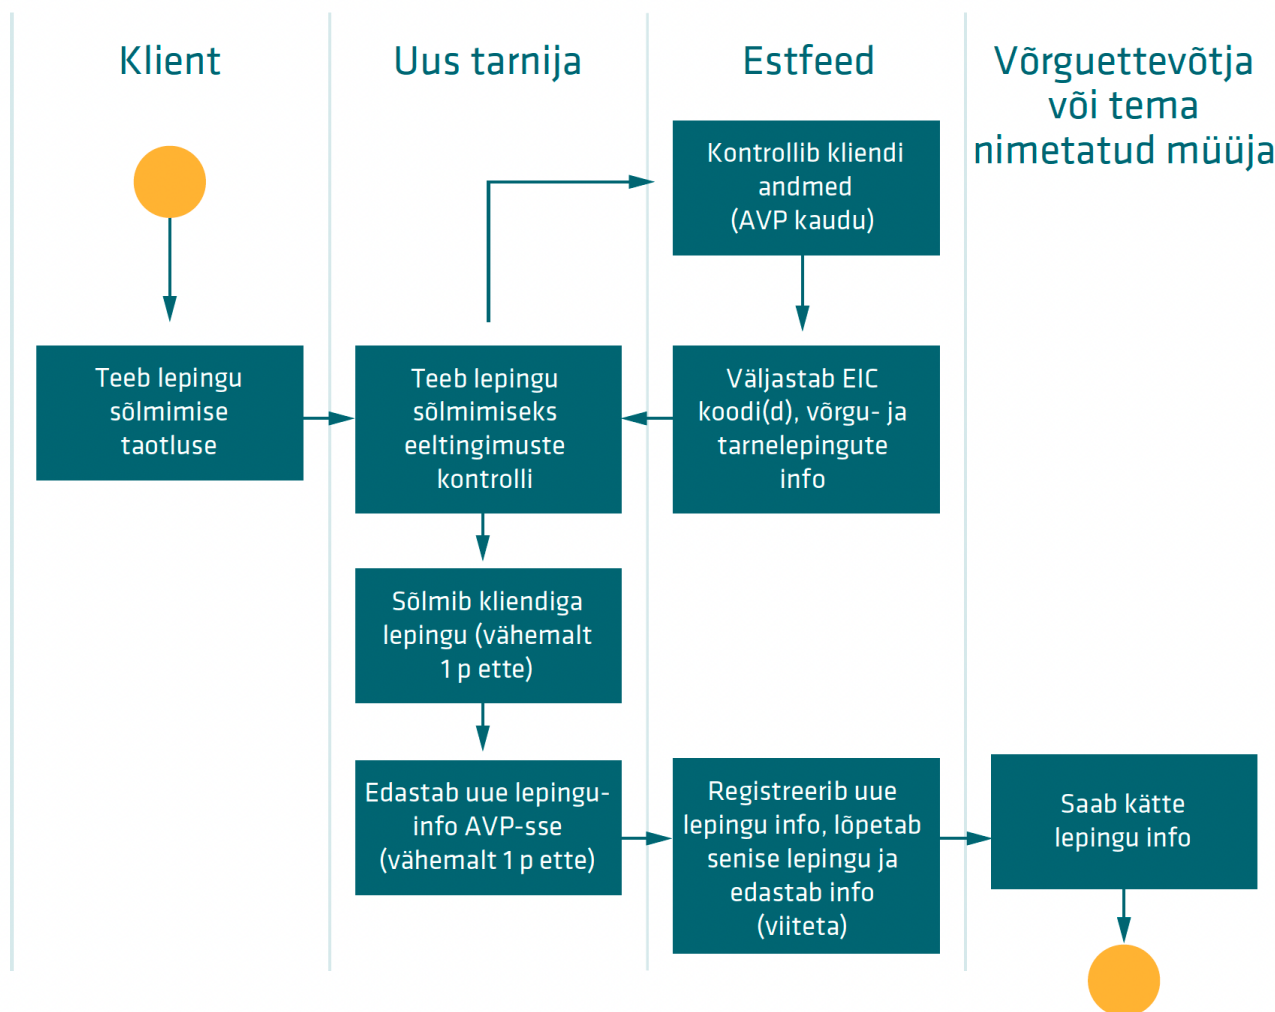 Klient
Uus tarnija
Estfeed
Võrguettevõtja
või tema
nimetatud müüja
Kontrollib kliendi
andmed
(AVP kaudu)
Teeb lepingu
sõlmimise
taotluse
Teeb lepingu
sõlmimiseks
eeltingimuste
kontrolli
Väljastab EIC
koodi(d), võrgu- ja
tarnelepingute
info
Sõlmib kliendiga
lepingu (vähemalt
1 p ette)
Edastab uue lepingu-
info AVP-sse
(vähemalt 1 p ette)
Registreerib uue
lepingu info, lõpetab
senise lepingu ja
edastab info
(viiteta)
Saab kätte
lepingu info